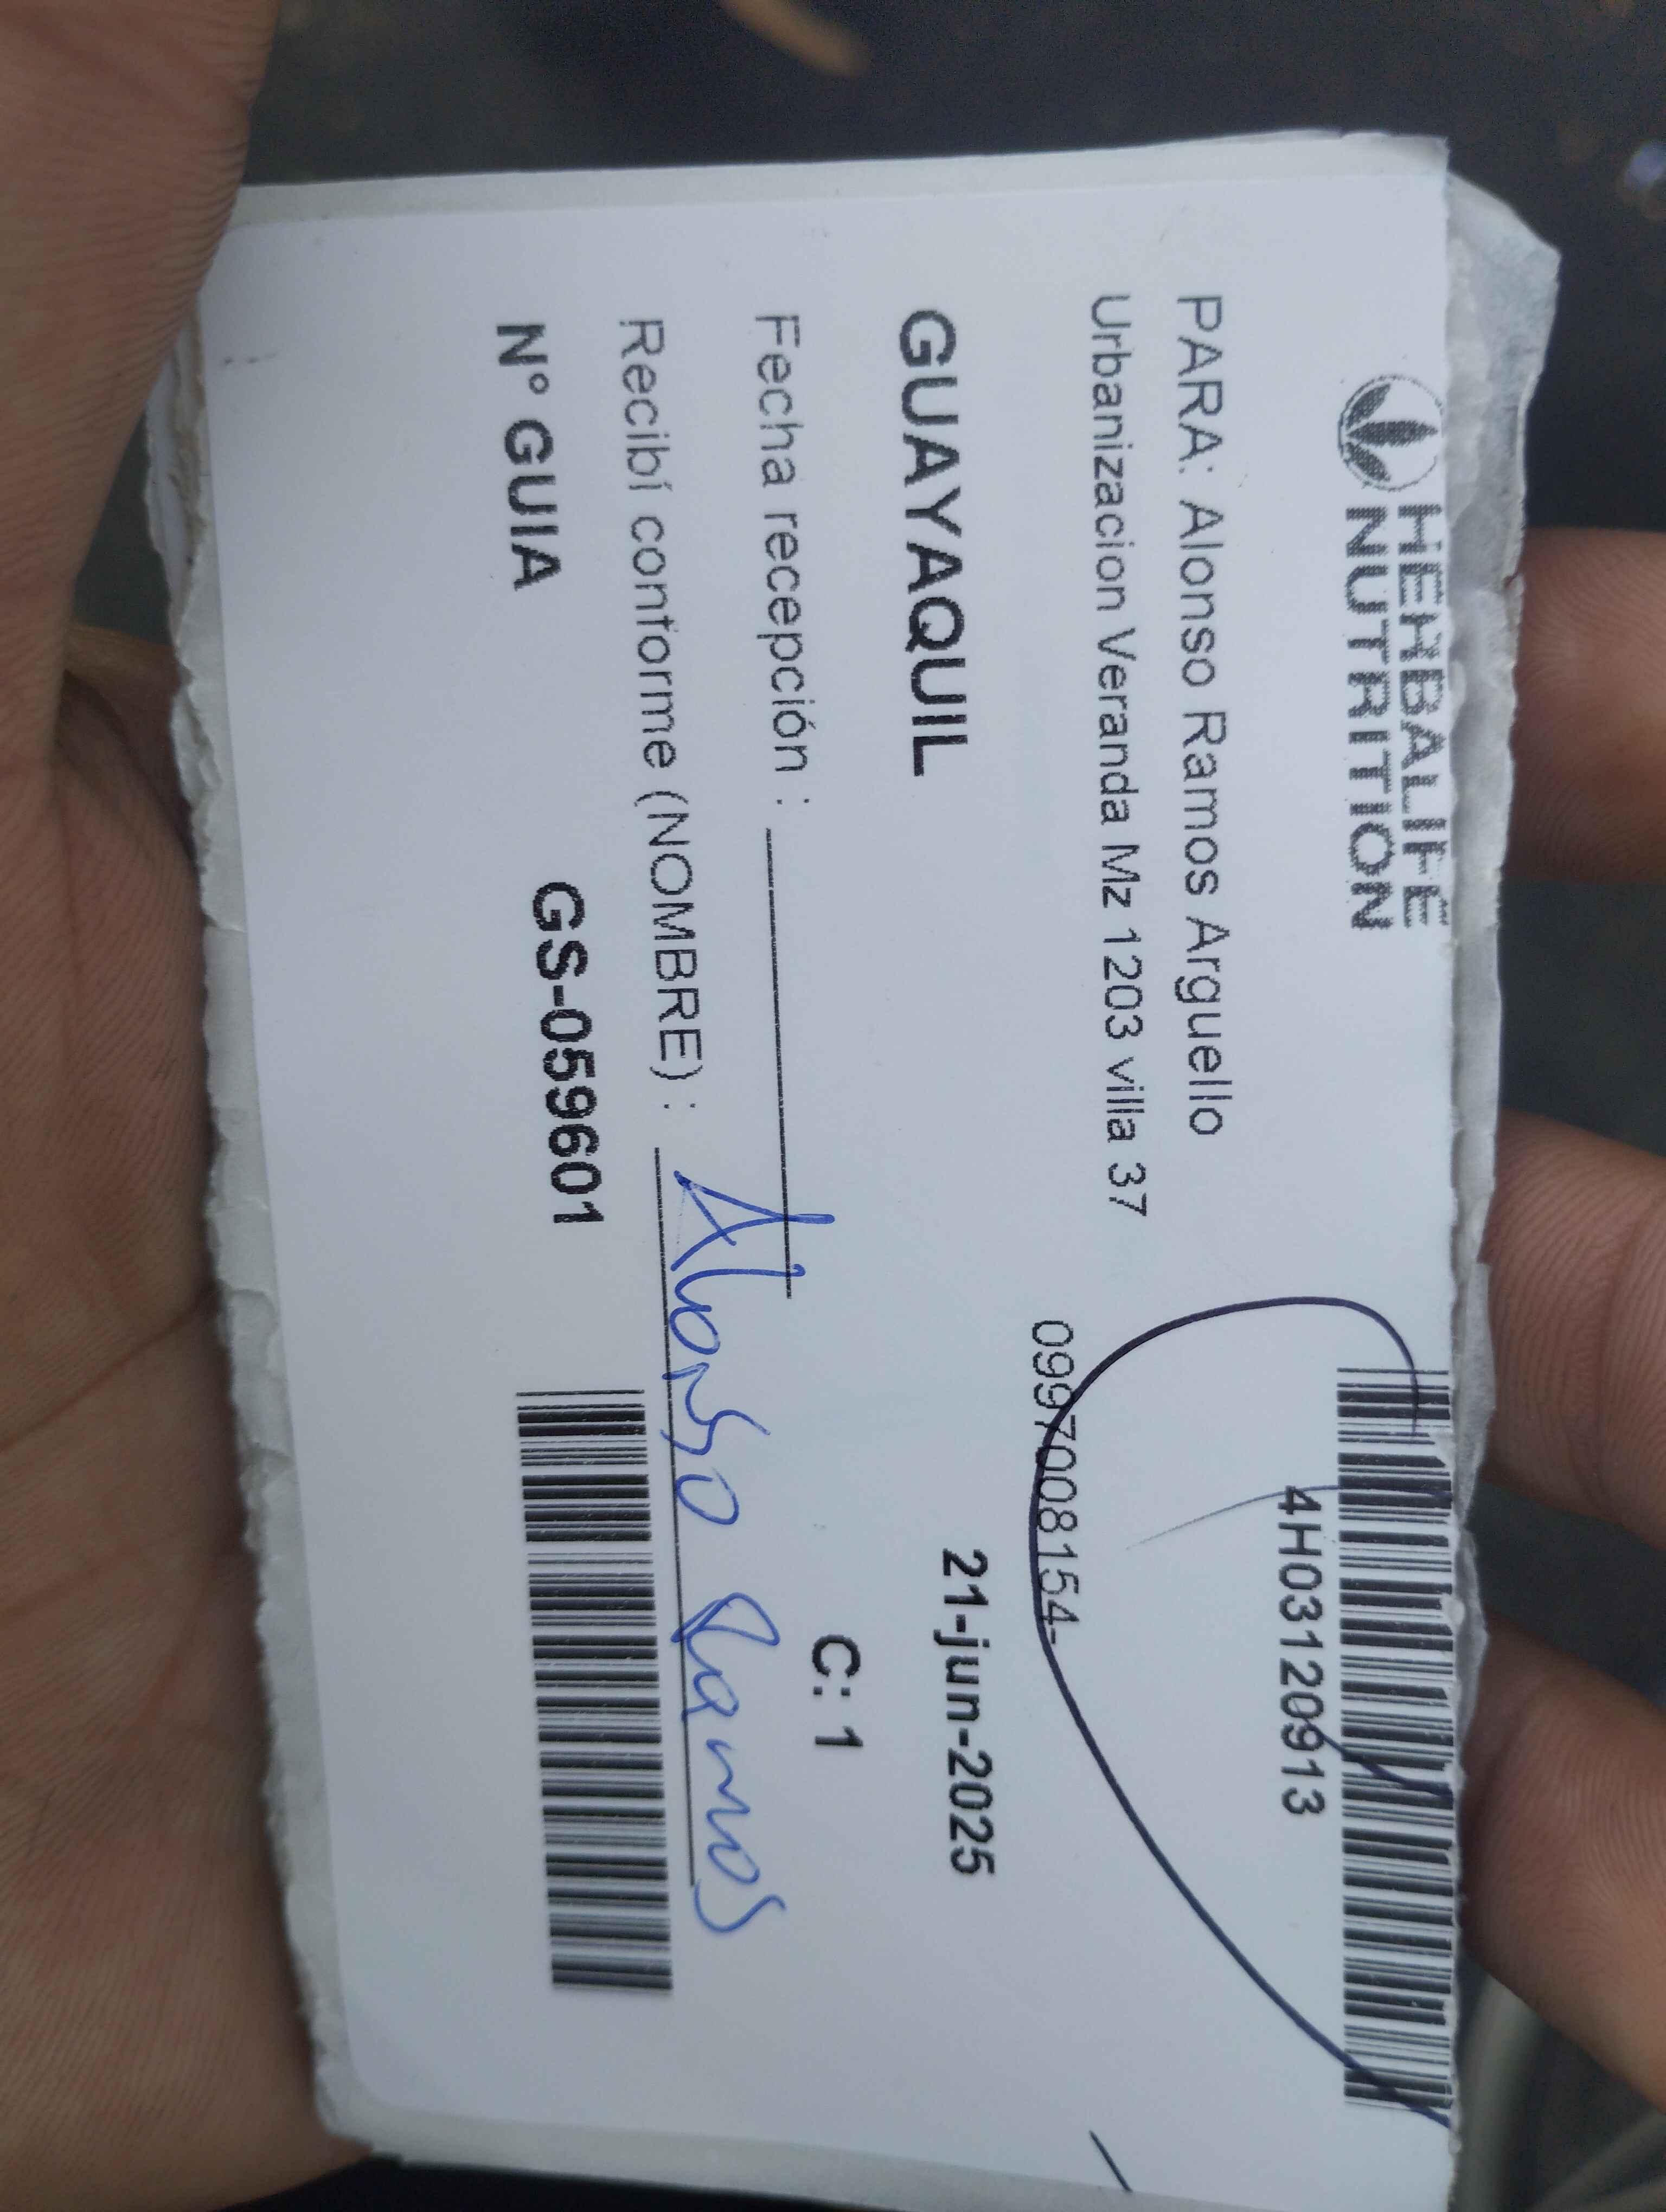 HERBALIFE
NUTRITION
4H03120913
PARA: Alonso Ramos Arguello
Urbanizacion Veranda Mz 1203 villa 37
0997008154-
GUAYAQUIL
21-jun-2025
Fecha recepción :
C: 1
Recibí conforme (NOMBRE) : Alonso Ramos
N° GUIA
GS-059601